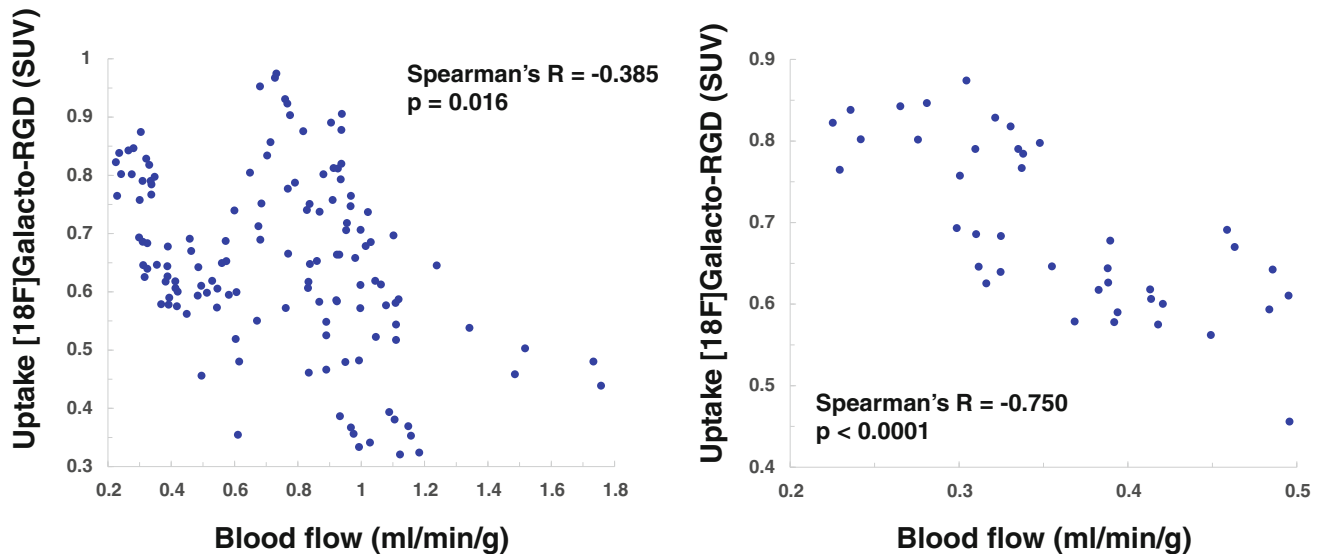 Uptake [18F]Galacto-RGD (SUV)
1
0.9
0.8
0.7
0.6
0.5
0.4
0.3
Spearman's R = -0.385
p = 0.016
0.2 0.4 0.6 0.8 1 1.2 1.4 1.6 1.8
Blood flow (ml/min/g)
Uptake [18F]Galacto-RGD (SUV)
0.9
0.8
0.7
0.6
0.5
0.4
Spearman's R = -0.750
p < 0.0001
0.2 0.3 0.4 0.5
Blood flow (ml/min/g)